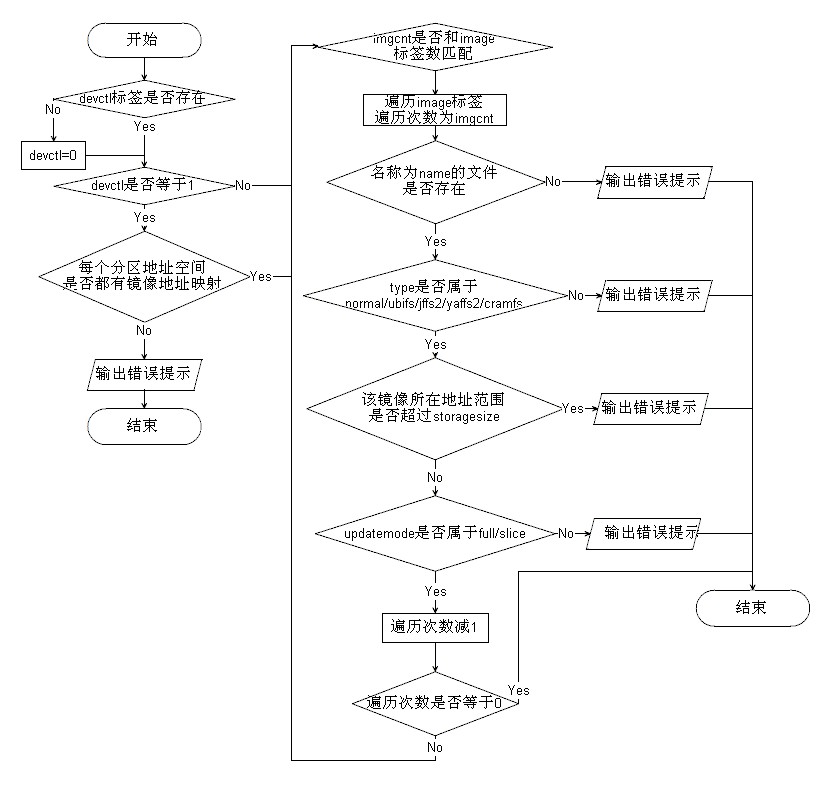 开始
devctl标签是否存在
No
Yes
devctl=0
devctl是否等于1
No
Yes
每个分区地址空间
是否都有镜像地址映射
Yes
No
输出错误提示
结束
imgcnt是否和image
标签数匹配
遍历image标签
遍历次数为imgcnt
名称为name的文件
是否存在
No
输出错误提示
Yes
type是否属于
normal/ubifs/jffs2/yaffs2/cramfs
No
输出错误提示
Yes
该镜像所在地址范围
是否超过storagesize
Yes
输出错误提示
No
updatemode是否属于full/slice
No
输出错误提示
Yes
遍历次数减1
结束
遍历次数是否等于0
Yes
No